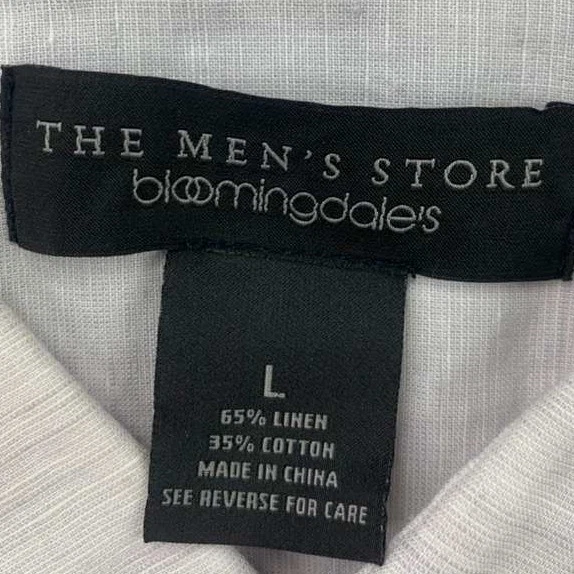 THE MEN'S STORE
bloomingdale's
L
65% LINEN
35% COTTON
MADE IN CHINA
SEE REVERSE FOR CARE